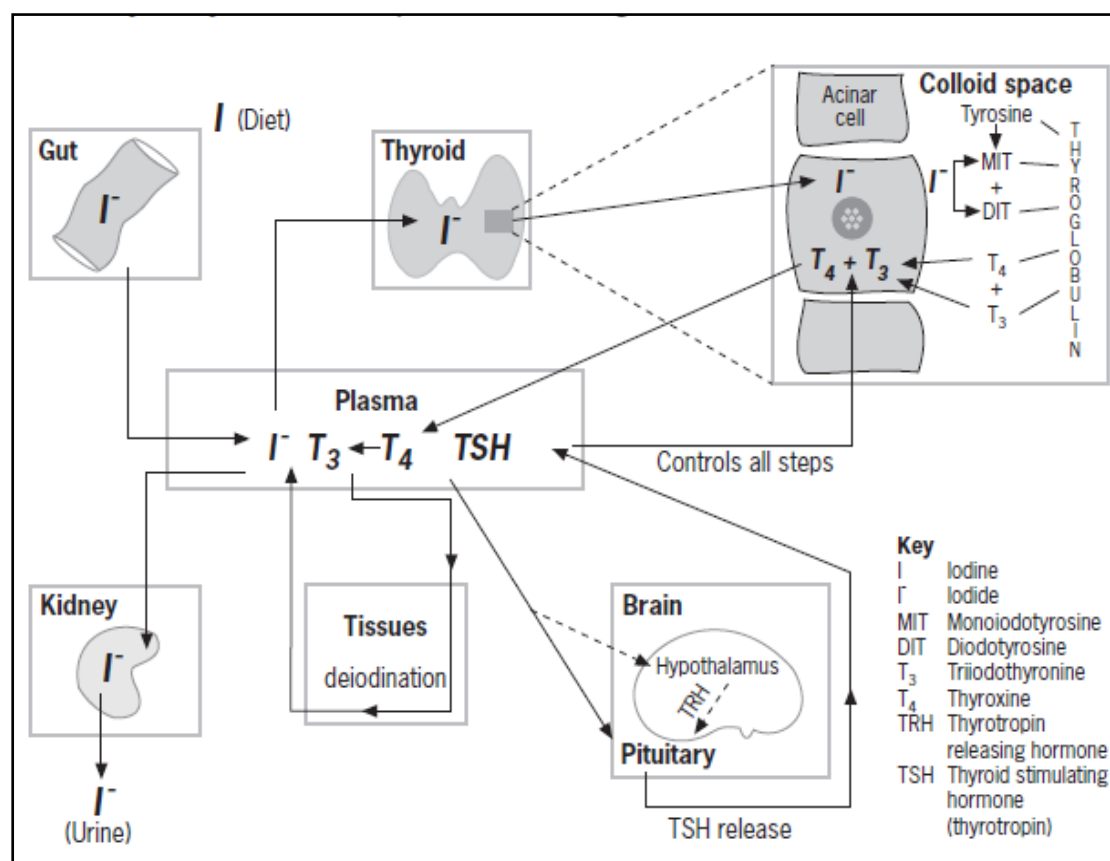 I (Diet)
Gut
I⁻
Thyroid
I⁻
Colloid space
Acinar
cell
Tyrosine
MIT
+
DIT
I⁻
I⁻
T₄ + T₃
T₄
+
T₃
THYROGLOBULIN
Plasma
I⁻ T₃ T₄ TSH
Controls all steps
Kidney
I⁻
I⁻
(Urine)
Tissues
deiodination
Brain
Hypothalamus
TRH
Pituitary
TSH release
Key
I Iodine
I⁻ Iodide
MIT Monoiodotyrosine
DIT Diodotyrosine
T₃ Triiodothyronine
T₄ Thyroxine
TRH Thyrotropin
releasing hormone
TSH Thyroid stimulating
hormone
(thyrotropin)